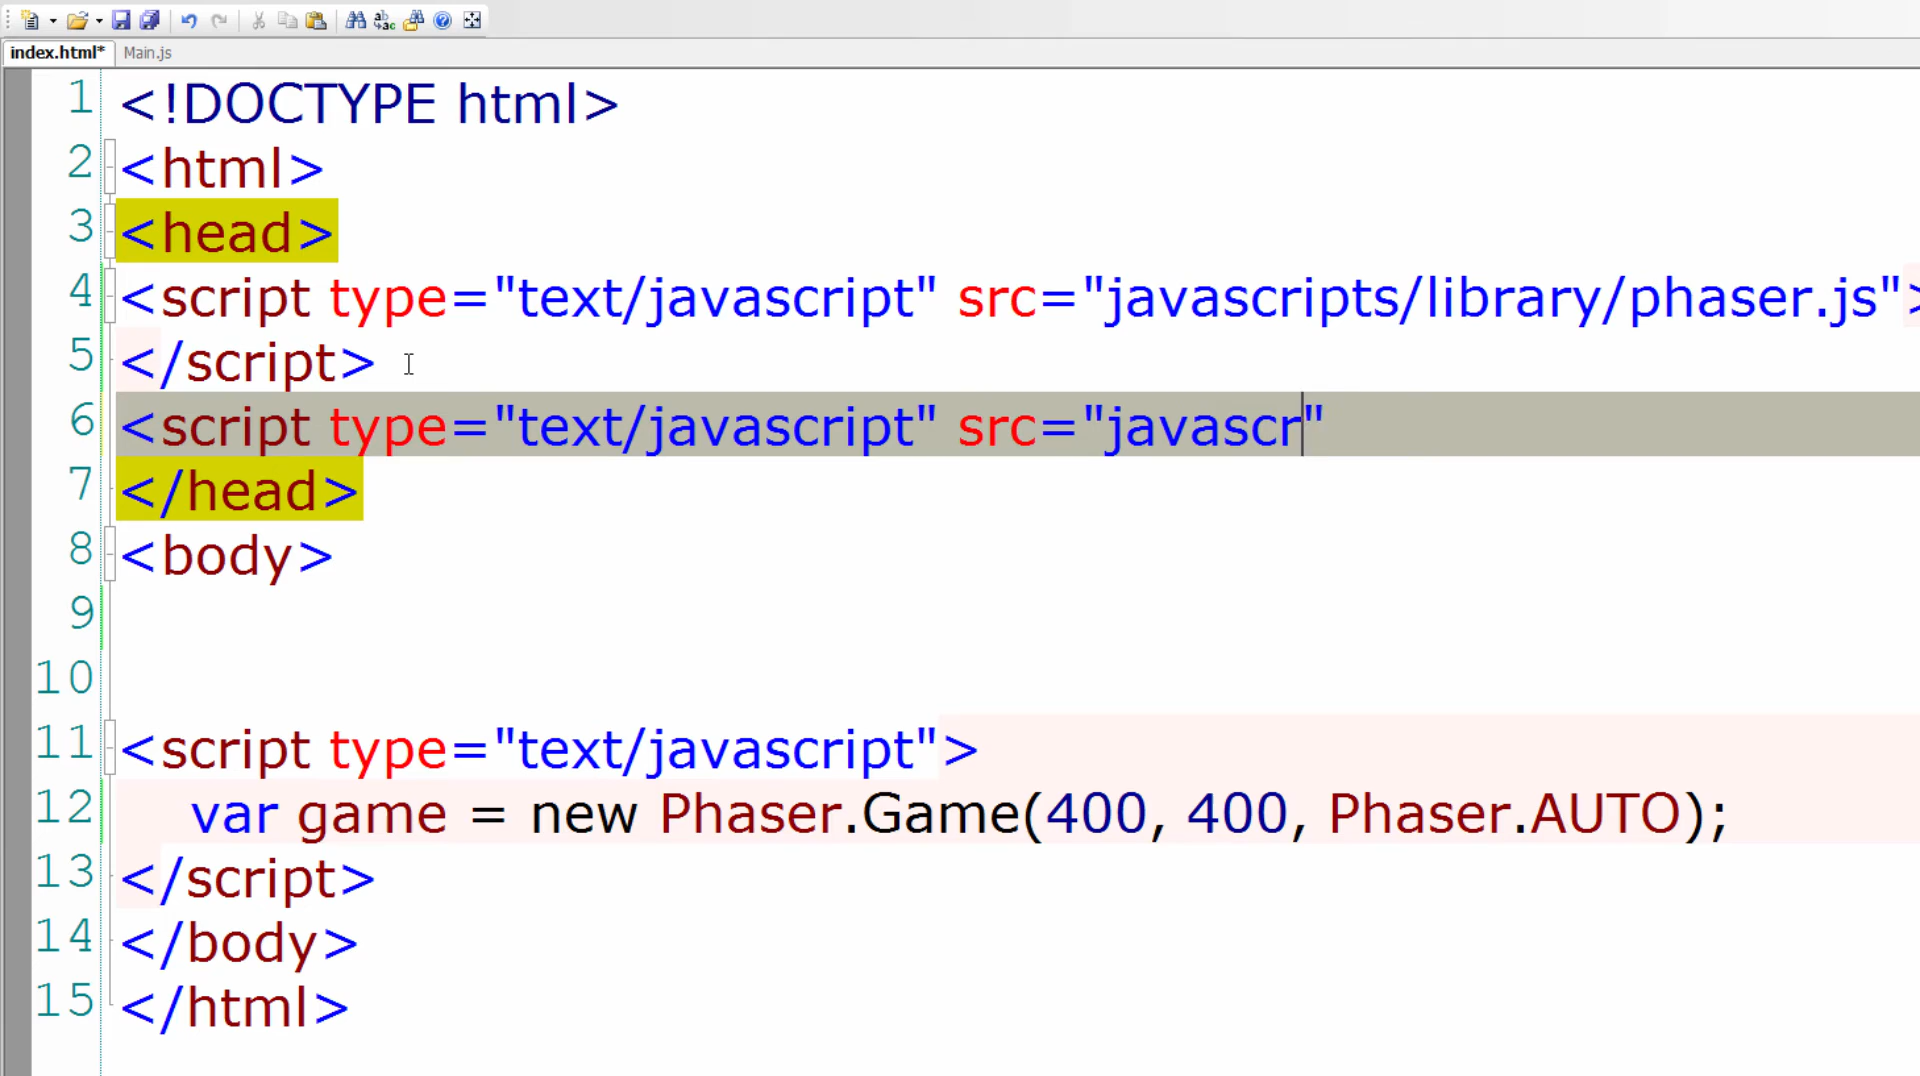 index.html* Main.js
1 <!DOCTYPE html>
2 <html>
3 <head>
4 <script type="text/javascript" src="javascripts/library/phaser.js">
5 </script>
6 <script type="text/javascript" src="javascr"
7 </head>
8 <body>
9
10
11 <script type="text/javascript">
12 var game = new Phaser.Game(400, 400, Phaser.AUTO);
13 </script>
14 </body>
15 </html>